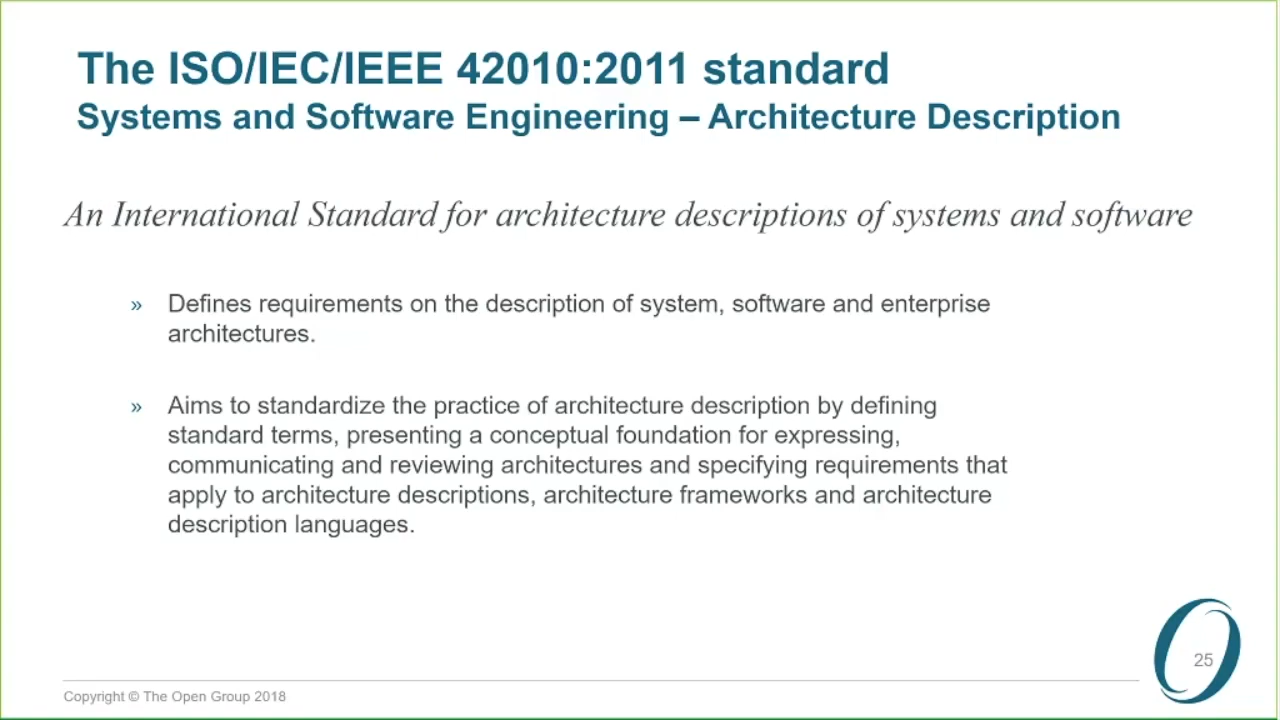 The ISO/IEC/IEEE 42010:2011 standard
Systems and Software Engineering – Architecture Description
An International Standard for architecture descriptions of systems and software
» Defines requirements on the description of system, software and enterprise
architectures.
» Aims to standardize the practice of architecture description by defining
standard terms, presenting a conceptual foundation for expressing,
communicating and reviewing architectures and specifying requirements that
apply to architecture descriptions, architecture frameworks and architecture
description languages.
25
Copyright © The Open Group 2018